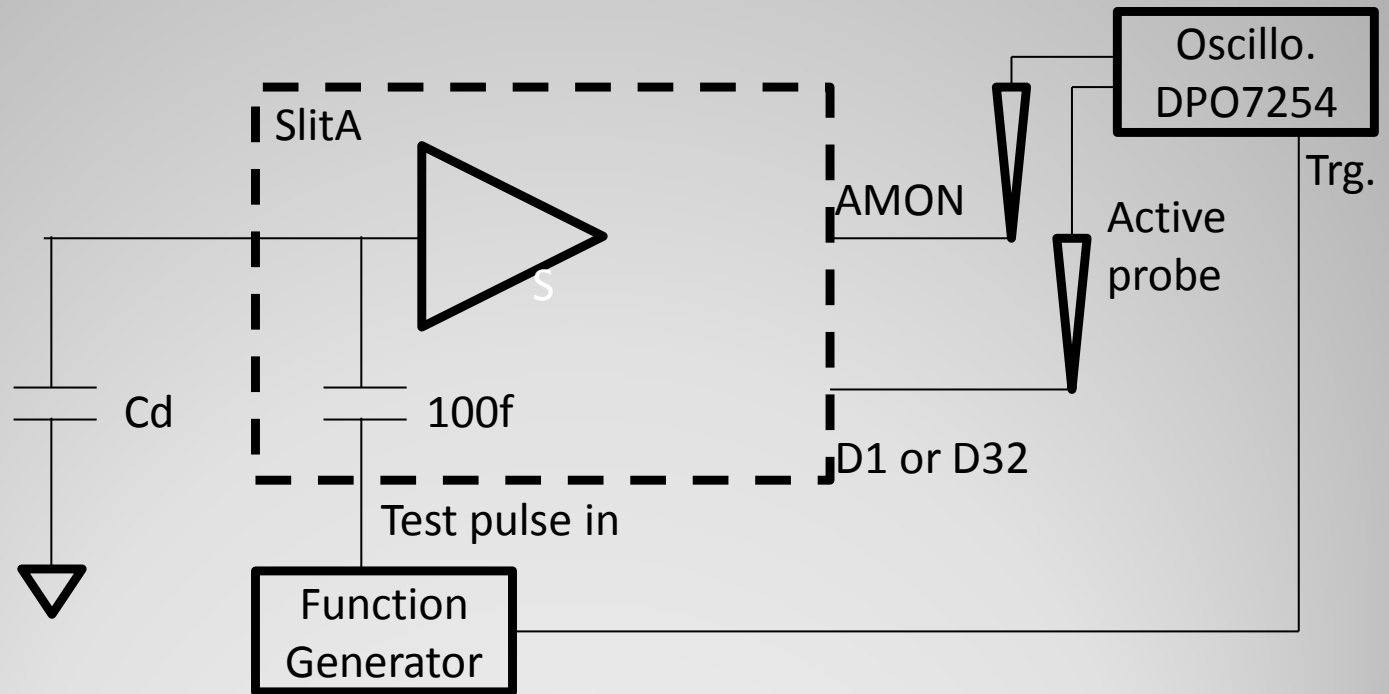 Oscillo.
DPO7254
SlitA
Trg.
AMON
Active
probe
S
Cd
100f
D1 or D32
Test pulse in
Function
Generator